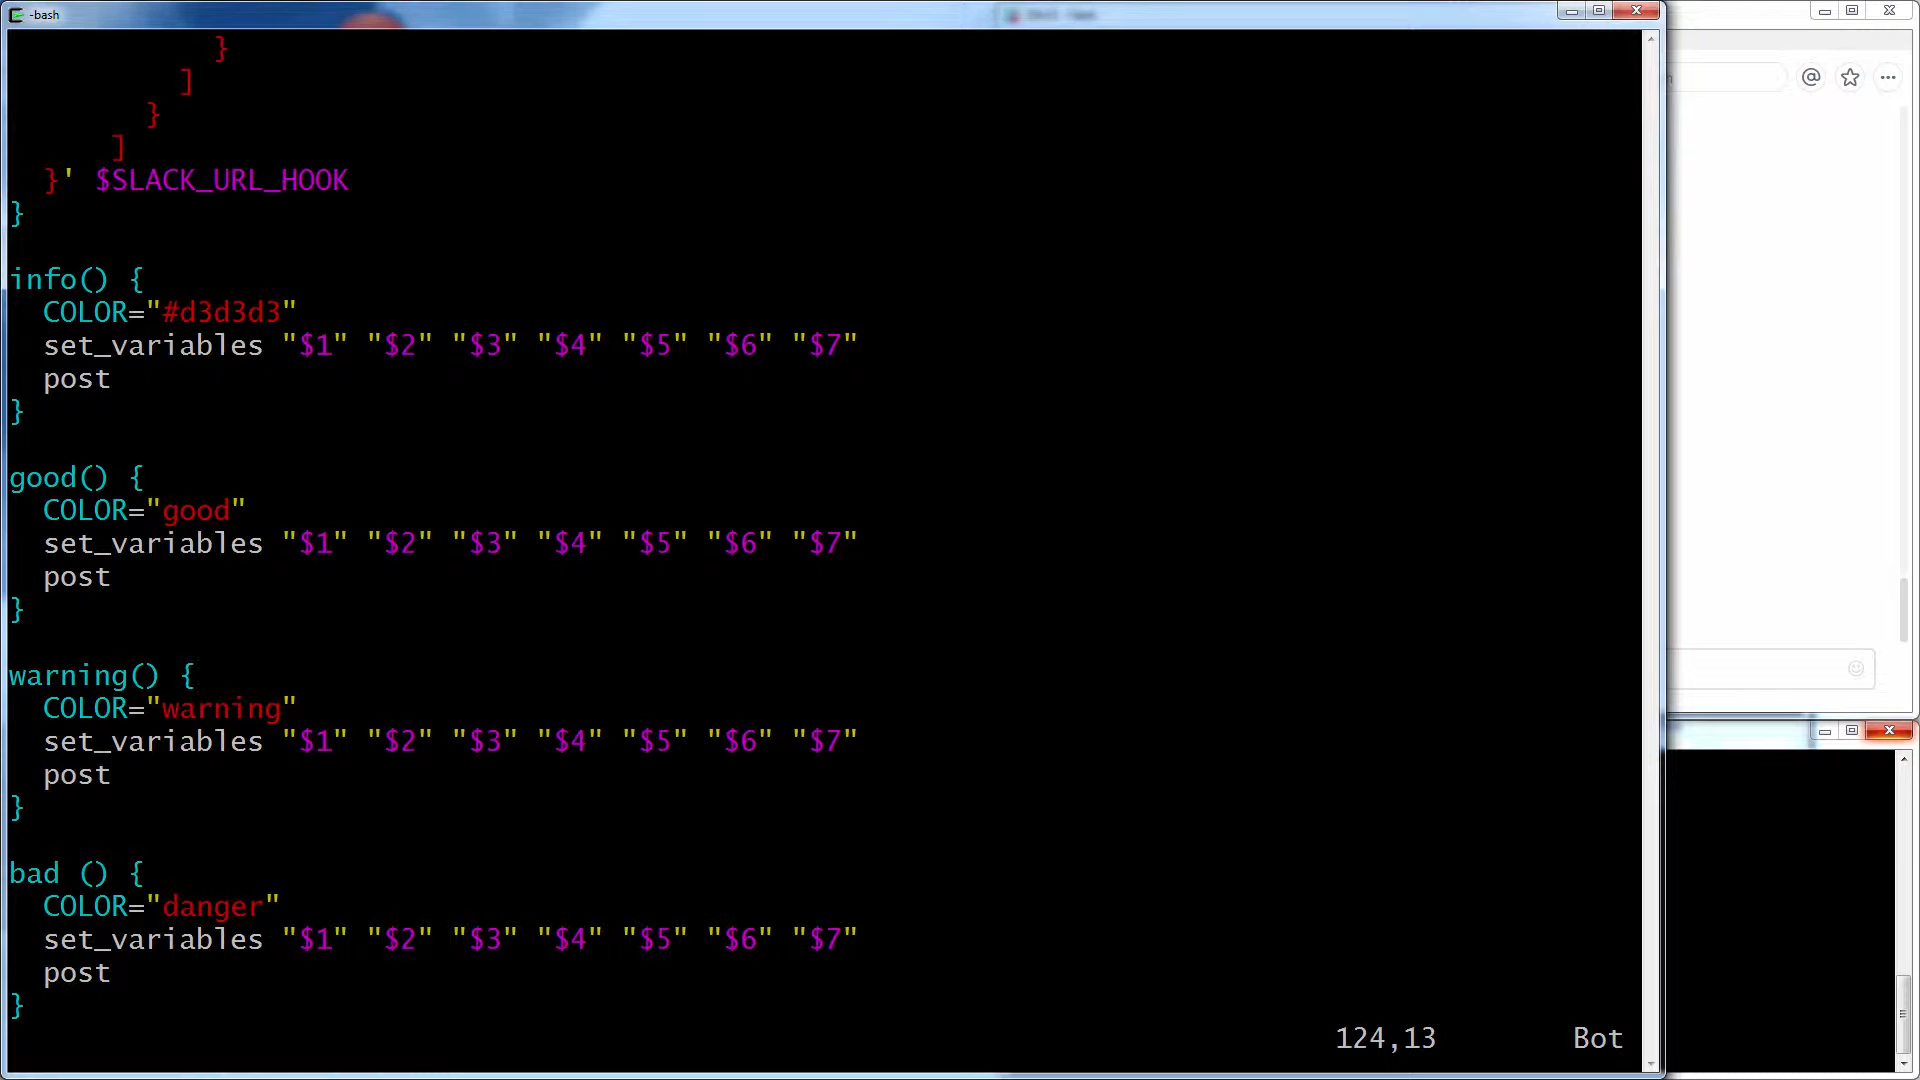 -bash
            }
          ]
        }
      ]
  }' $SLACK_URL_HOOK
}
info() {
  COLOR="#d3d3d3"
  set_variables "$1" "$2" "$3" "$4" "$5" "$6" "$7"
  post
}
good() {
  COLOR="good"
  set_variables "$1" "$2" "$3" "$4" "$5" "$6" "$7"
  post
}
warning() {
  COLOR="warning"
  set_variables "$1" "$2" "$3" "$4" "$5" "$6" "$7"
  post
}
bad () {
  COLOR="danger"
  set_variables "$1" "$2" "$3" "$4" "$5" "$6" "$7"
  post
}
124,13 Bot